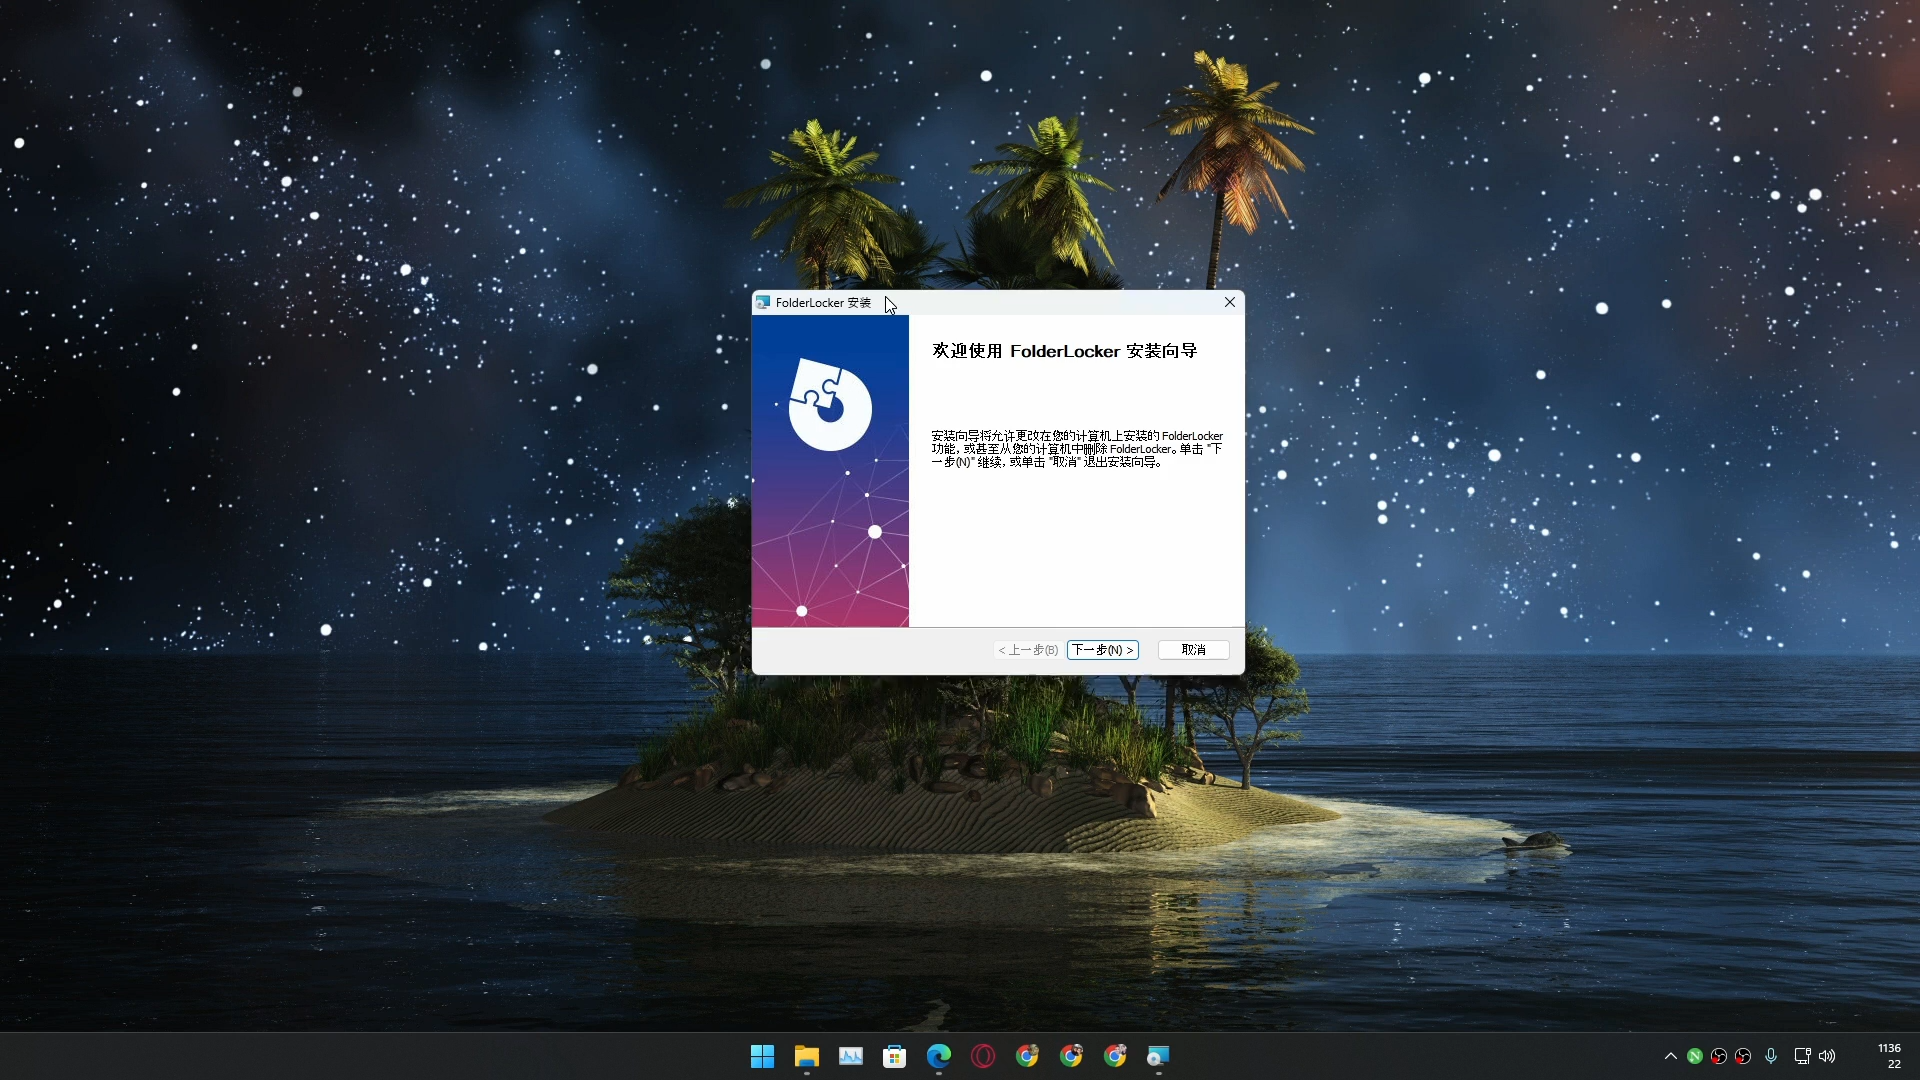 FolderLocker 安装
欢迎使用 FolderLocker 安装向导
安装向导将允许更改在您的计算机上安装的 FolderLocker
功能, 或甚至从您的计算机中删除 FolderLocker。单击 "下
一步(N)" 继续, 或单击 "取消" 退出安装向导。
< 上一步(B) 下一步(N) > 取消
1136
22